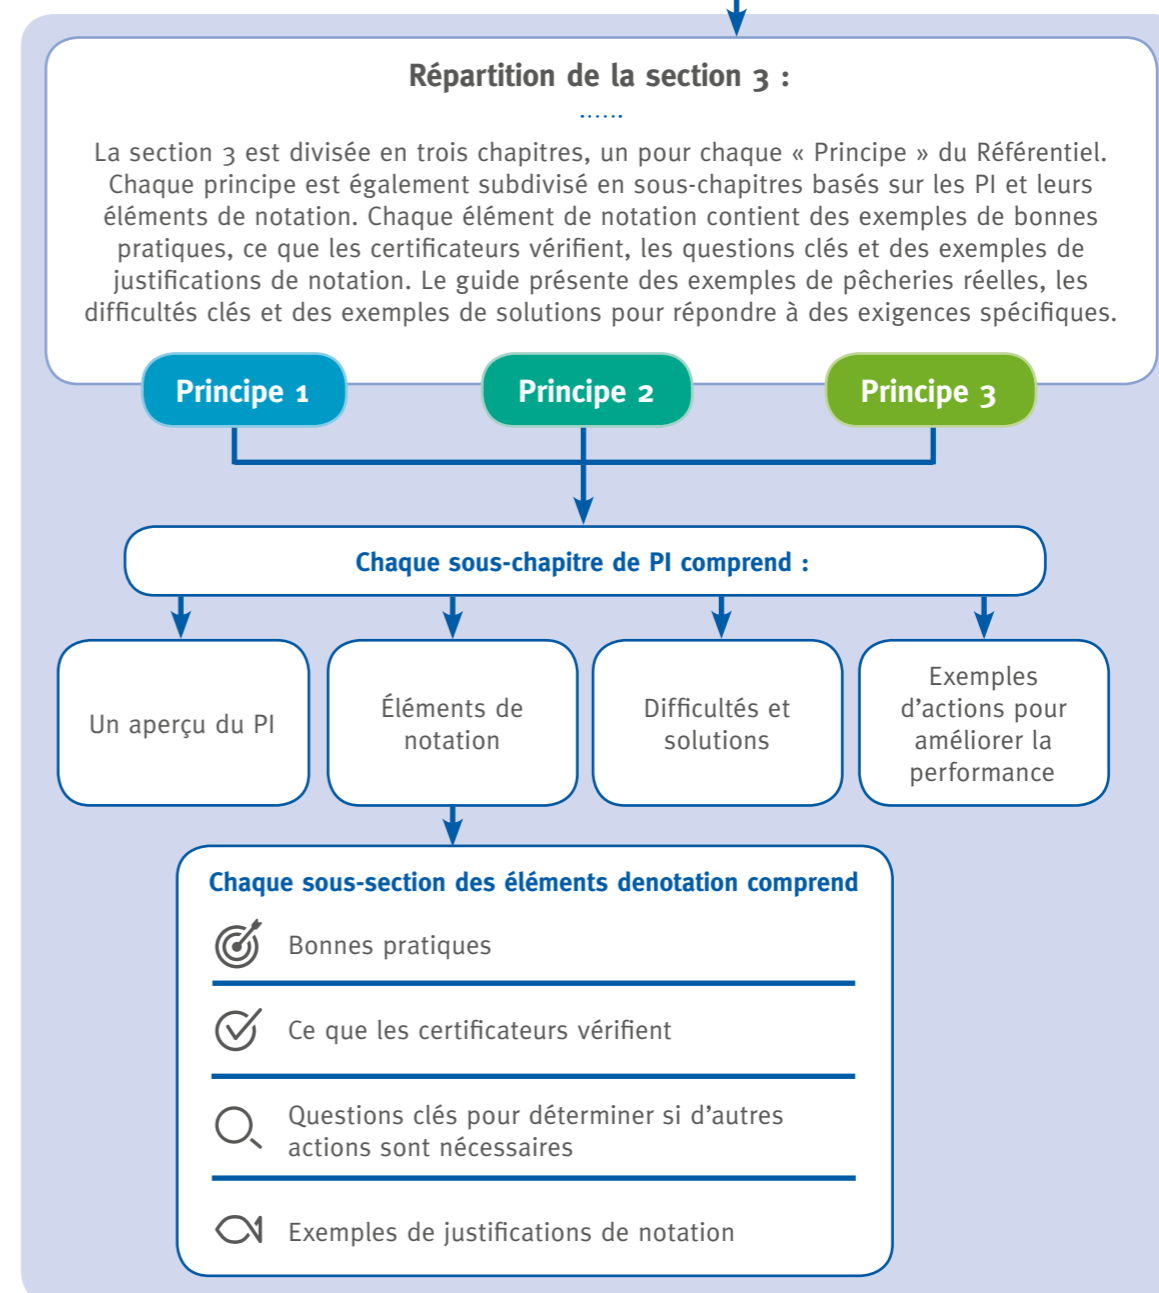 Répartition de la section 3 :
......
La section 3 est divisée en trois chapitres, un pour chaque « Principe » du Référentiel.
Chaque principe est également subdivisé en sous-chapitres basés sur les PI et leurs
éléments de notation. Chaque élément de notation contient des exemples de bonnes
pratiques, ce que les certificateurs vérifient, les questions clés et des exemples de
justifications de notation. Le guide présente des exemples de pêcheries réelles, les
difficultés clés et des exemples de solutions pour répondre à des exigences spécifiques.
Principe 1
Principe 2
Principe 3
Chaque sous-chapitre de PI comprend :
Un aperçu du PI
Éléments de
notation
Difficultés et
solutions
Exemples
d’actions pour
améliorer la
performance
Chaque sous-section des éléments denotation comprend
Bonnes pratiques
Ce que les certificateurs vérifient
Questions clés pour déterminer si d’autres
actions sont nécessaires
Exemples de justifications de notation